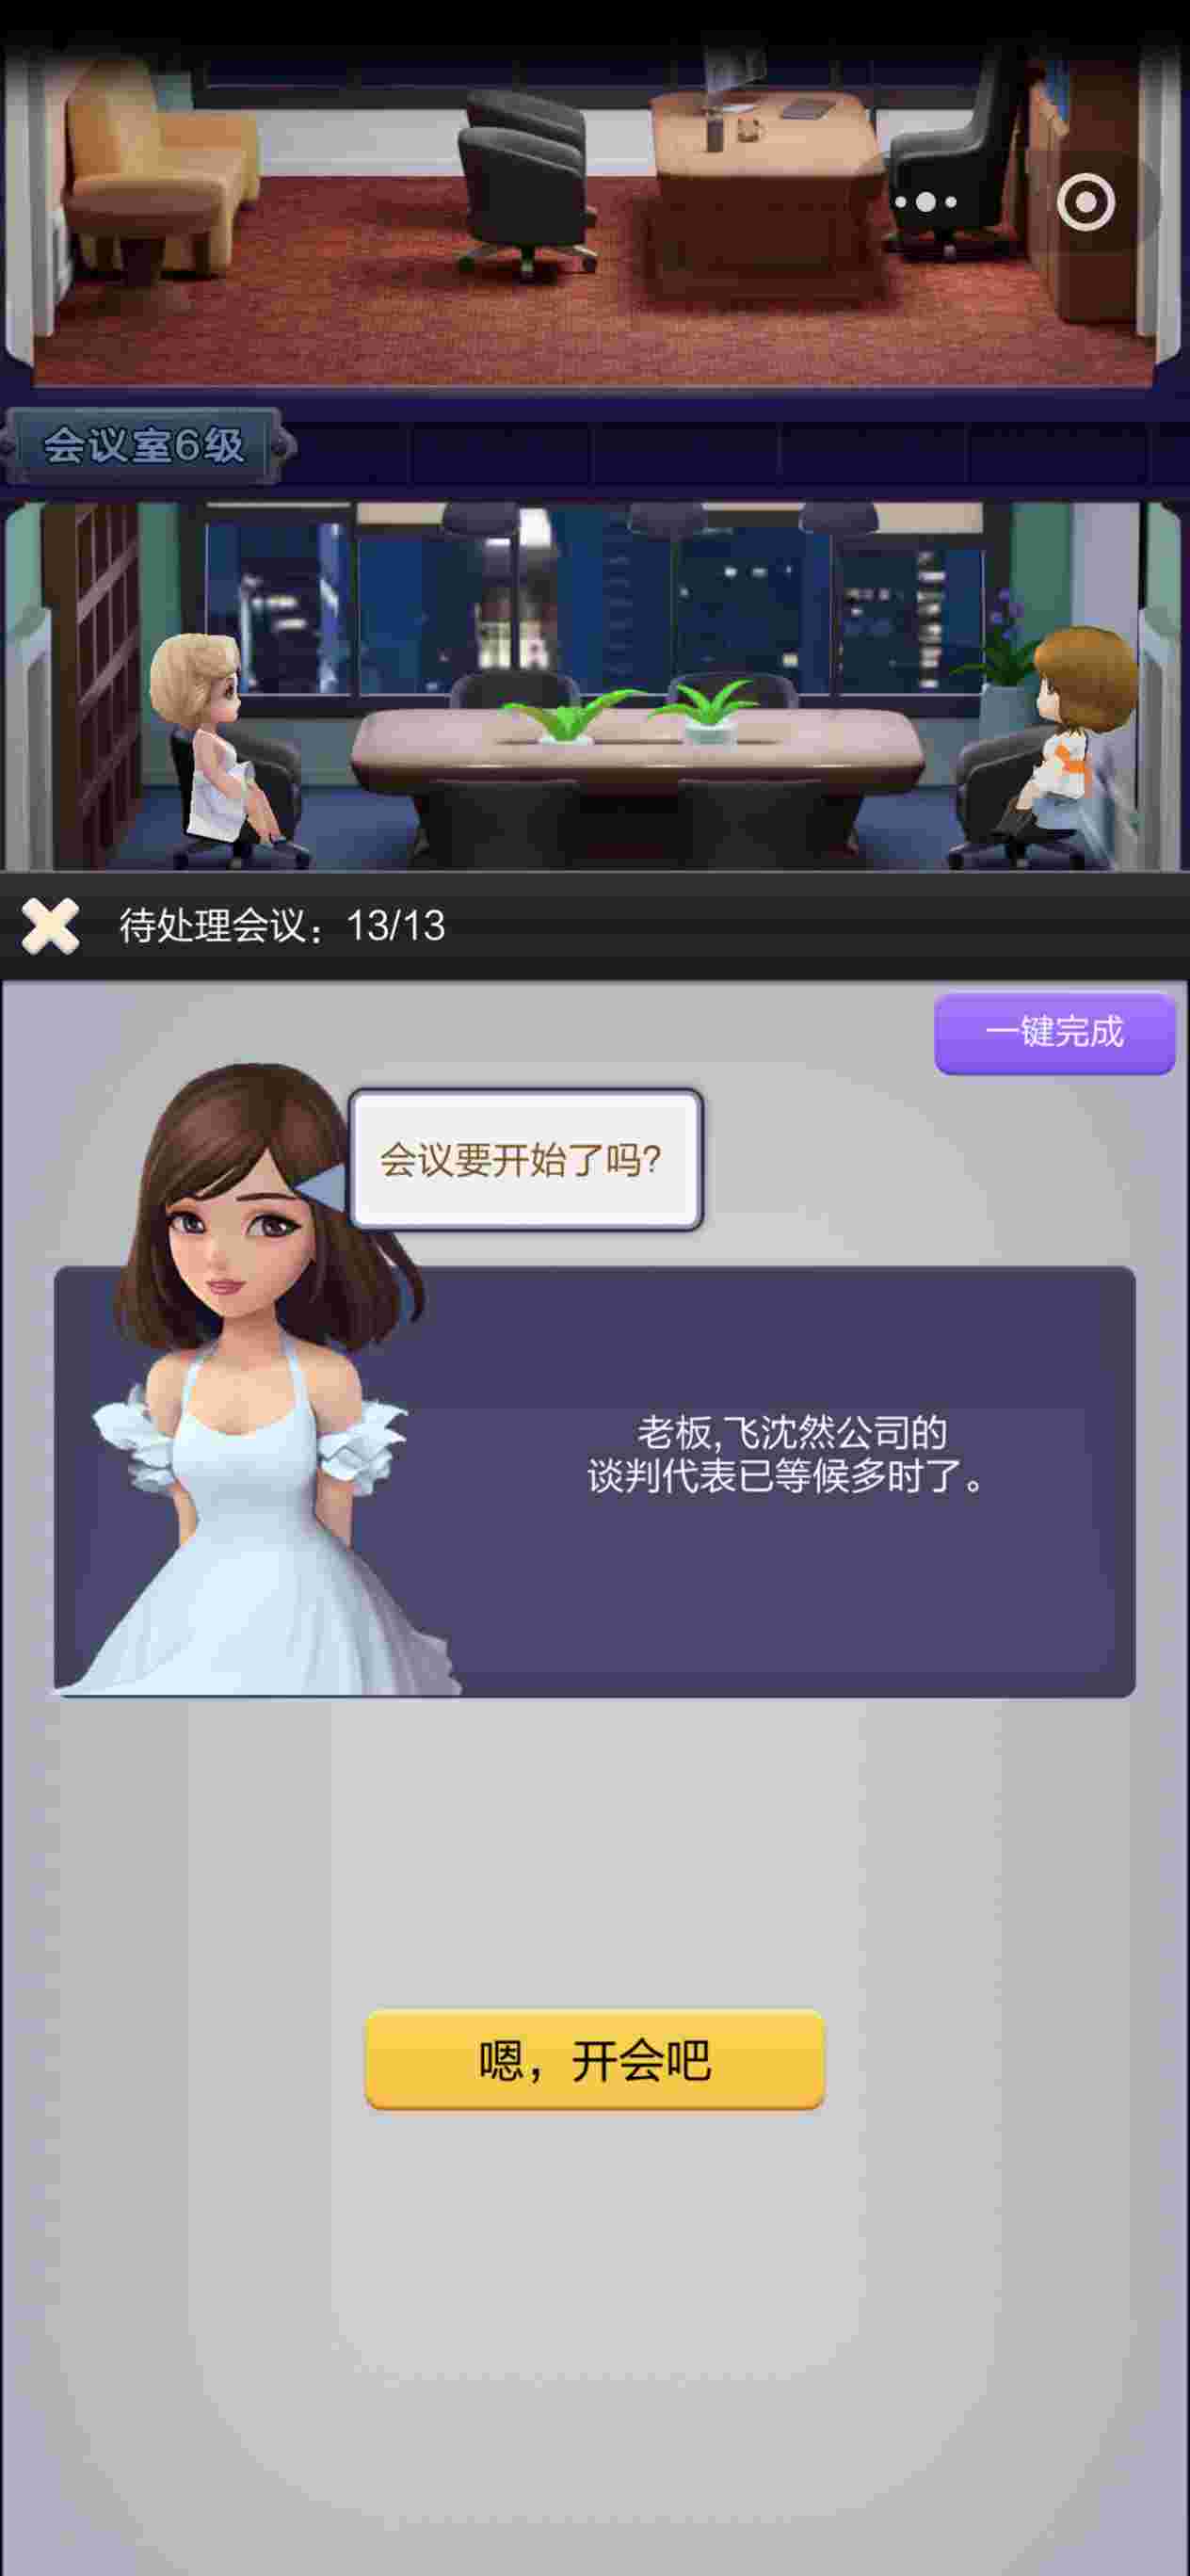 会议室6级
待处理会议：13/13
一键完成
会议要开始了吗?
老板,飞沈然公司的
谈判代表已等候多时了。
嗯，开会吧